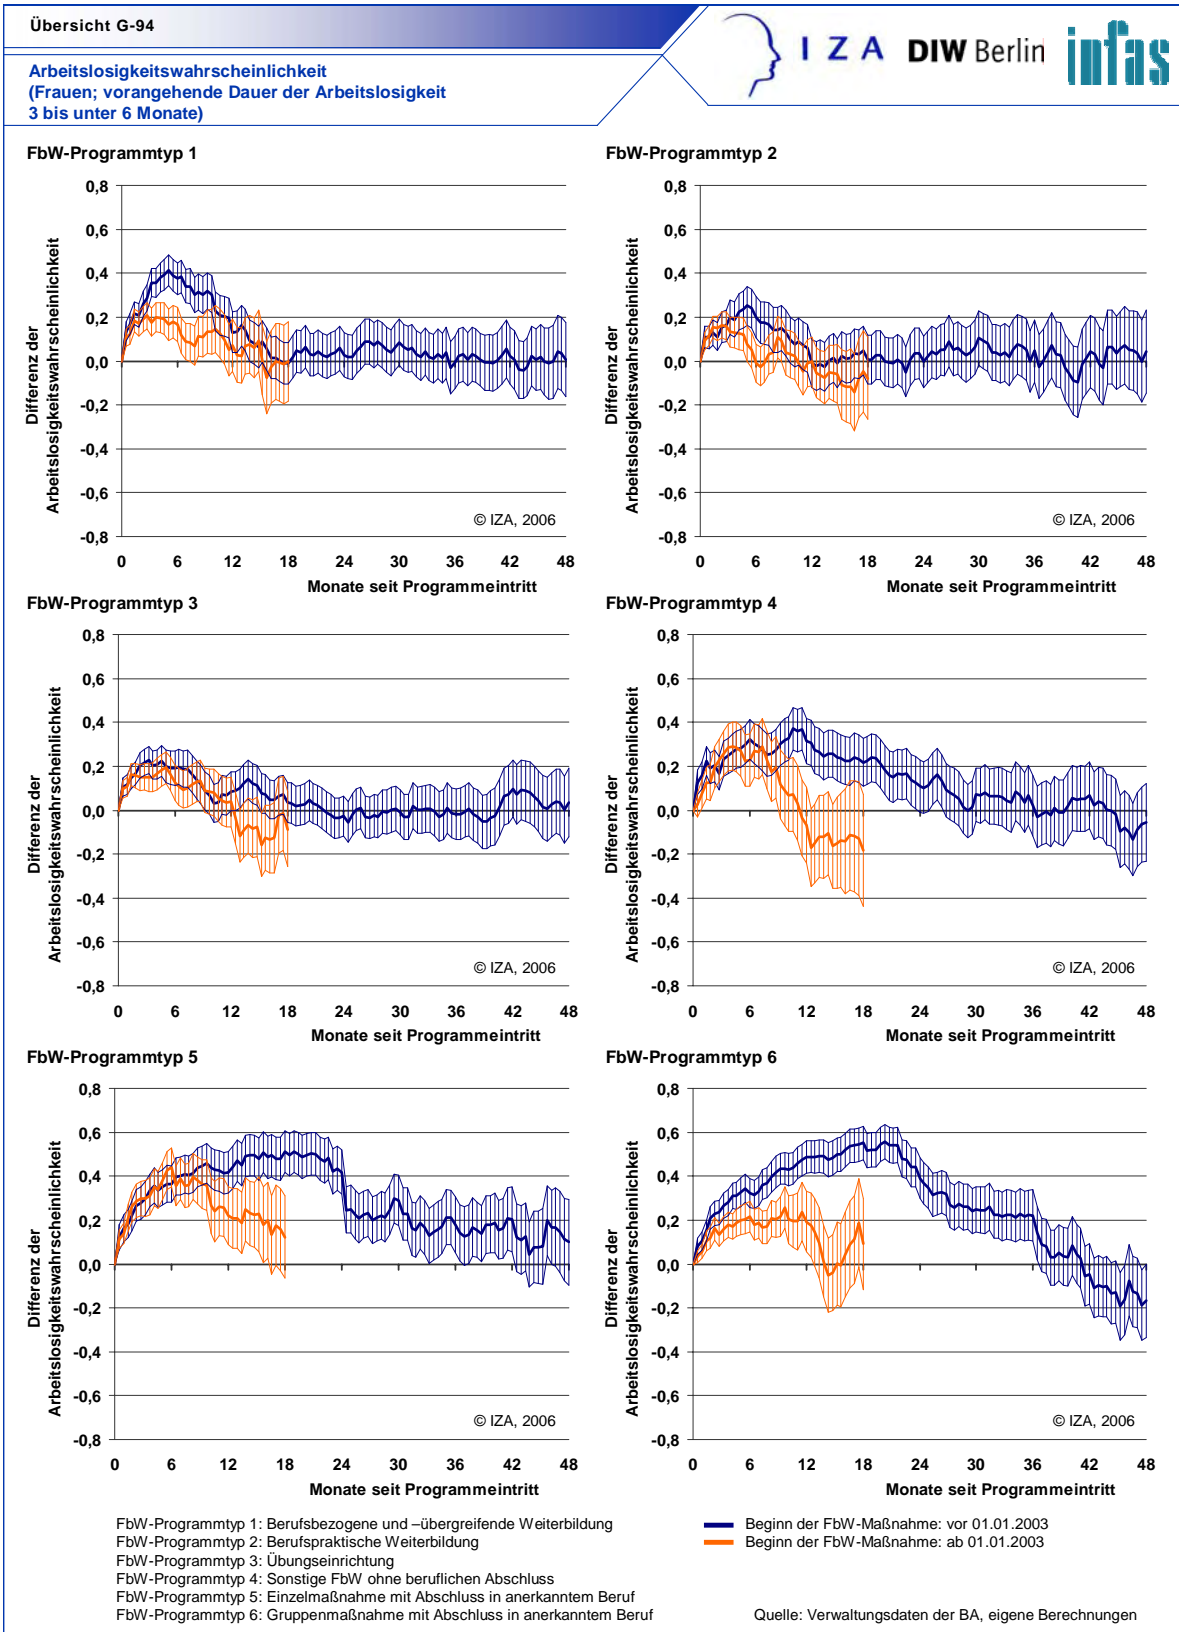 Übersicht G-94
IZA DIW Berlin infas
Arbeitslosigkeitswahrscheinlichkeit
(Frauen; vorangehende Dauer der Arbeitslosigkeit
3 bis unter 6 Monate)
FbW-Programmtyp 1
Differenz der
Arbeitslosigkeitswahrscheinlichkeit
0,8
0,6
0,4
0,2
0,0
-0,2
-0,4
-0,6
-0,8
© IZA, 2006
0 6 12 18 24 30 36 42 48
Monate seit Programmeintritt
FbW-Programmtyp 2
Differenz der
Arbeitslosigkeitswahrscheinlichkeit
0,8
0,6
0,4
0,2
0,0
-0,2
-0,4
-0,6
-0,8
© IZA, 2006
0 6 12 18 24 30 36 42 48
Monate seit Programmeintritt
FbW-Programmtyp 3
Differenz der
Arbeitslosigkeitswahrscheinlichkeit
0,8
0,6
0,4
0,2
0,0
-0,2
-0,4
-0,6
-0,8
© IZA, 2006
0 6 12 18 24 30 36 42 48
Monate seit Programmeintritt
FbW-Programmtyp 4
Differenz der
Arbeitslosigkeitswahrscheinlichkeit
0,8
0,6
0,4
0,2
0,0
-0,2
-0,4
-0,6
-0,8
© IZA, 2006
0 6 12 18 24 30 36 42 48
Monate seit Programmeintritt
FbW-Programmtyp 5
Differenz der
Arbeitslosigkeitswahrscheinlichkeit
0,8
0,6
0,4
0,2
0,0
-0,2
-0,4
-0,6
-0,8
© IZA, 2006
0 6 12 18 24 30 36 42 48
Monate seit Programmeintritt
FbW-Programmtyp 6
Differenz der
Arbeitslosigkeitswahrscheinlichkeit
0,8
0,6
0,4
0,2
0,0
-0,2
-0,4
-0,6
-0,8
© IZA, 2006
0 6 12 18 24 30 36 42 48
Monate seit Programmeintritt
FbW-Programmtyp 1: Berufsbezogene und –übergreifende Weiterbildung
FbW-Programmtyp 2: Berufspraktische Weiterbildung
FbW-Programmtyp 3: Übungseinrichtung
FbW-Programmtyp 4: Sonstige FbW ohne beruflichen Abschluss
FbW-Programmtyp 5: Einzelmaßnahme mit Abschluss in anerkanntem Beruf
FbW-Programmtyp 6: Gruppenmaßnahme mit Abschluss in anerkanntem Beruf
Beginn der FbW-Maßnahme: vor 01.01.2003
Beginn der FbW-Maßnahme: ab 01.01.2003
Quelle: Verwaltungsdaten der BA, eigene Berechnungen